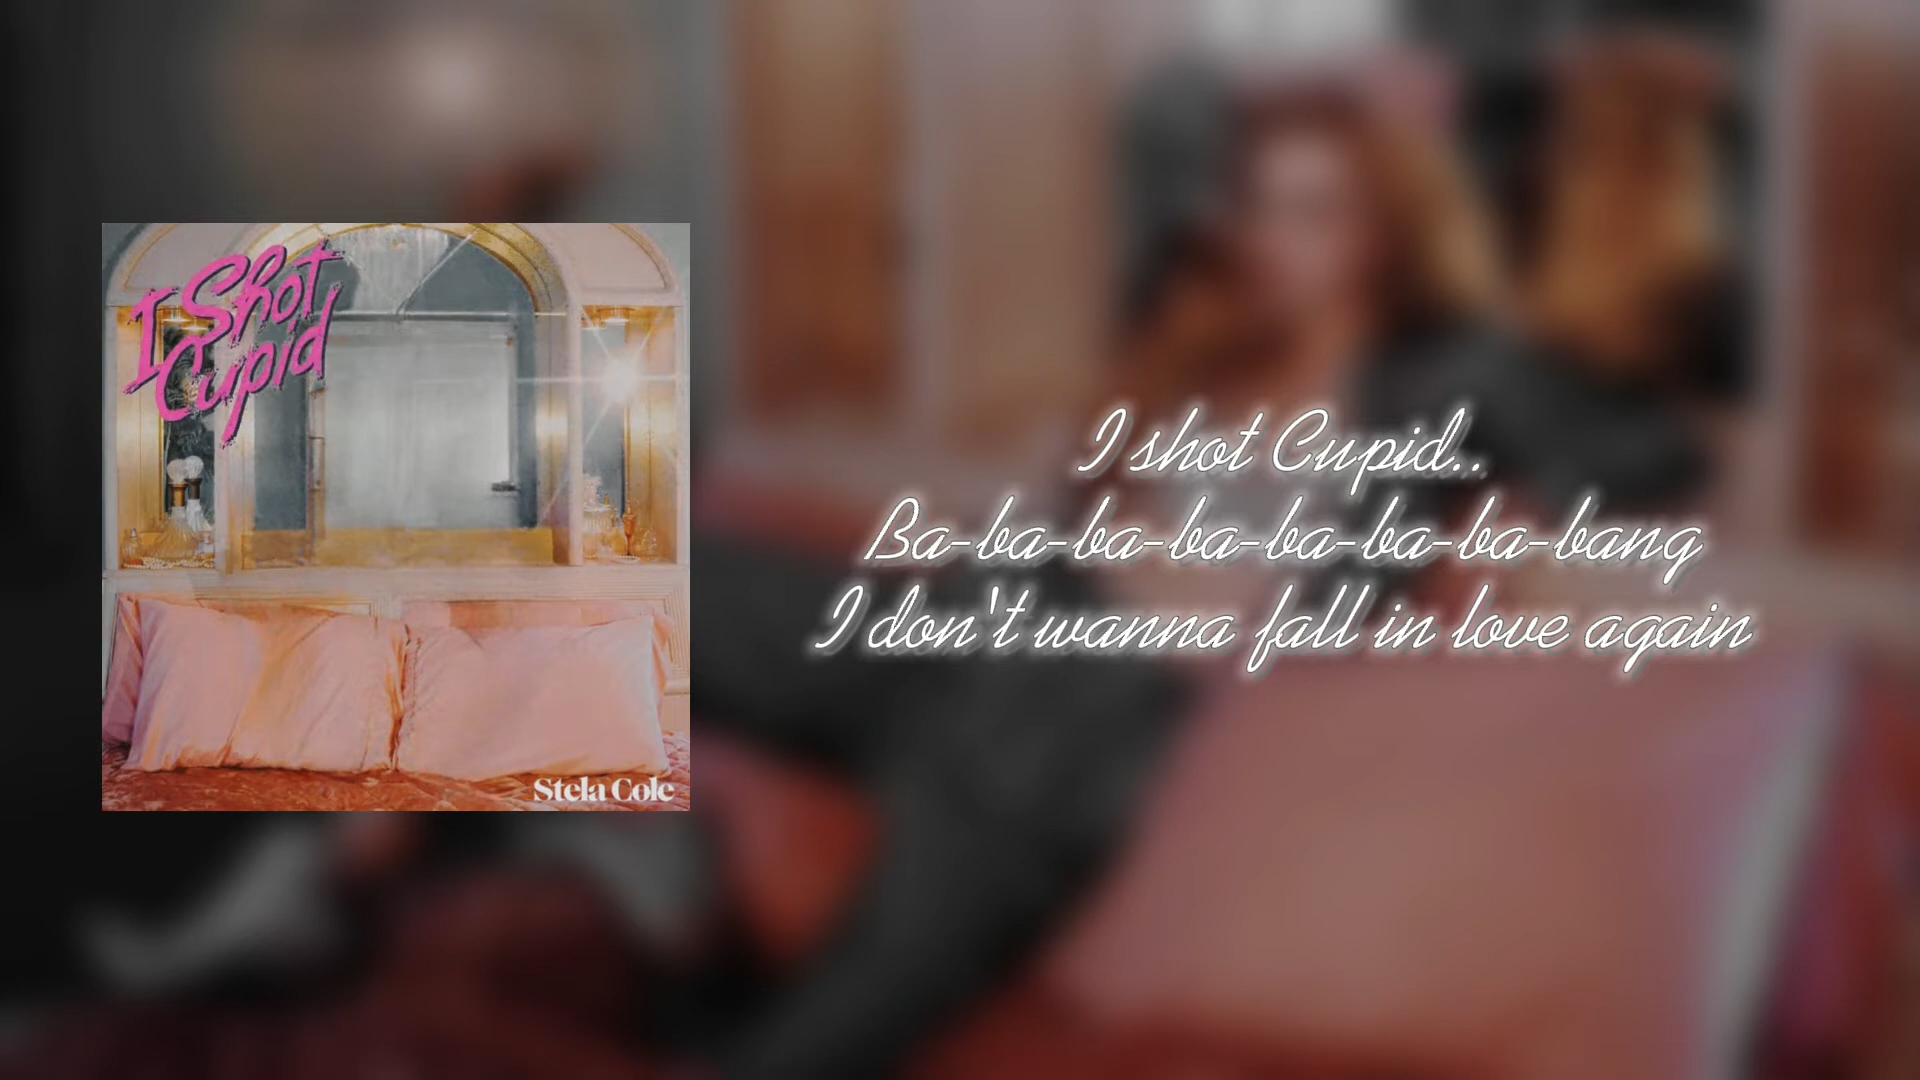 I Shot
Cupid
Stela Cole
I shot Cupid..
Ba-ba-ba-ba-ba-ba-ba-bang
I don't wanna fall in love again